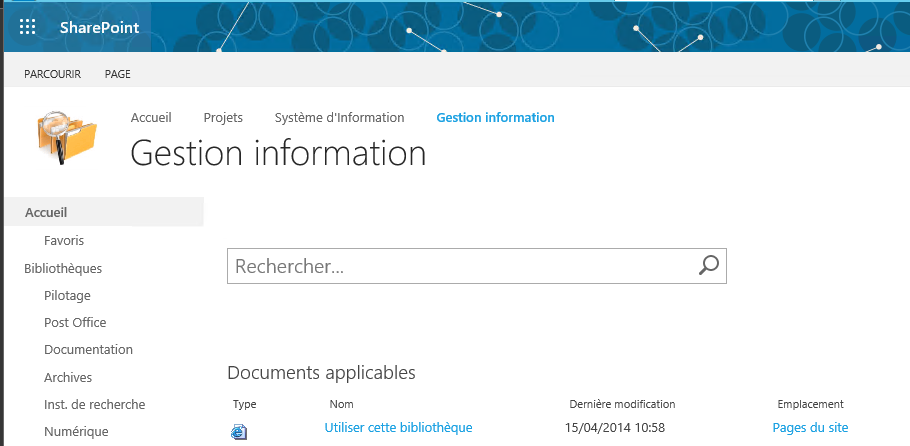 SharePoint
PARCOURIR PAGE
Accueil Projets Système d'Information Gestion information
Gestion information
Accueil
Favoris
Bibliothèques
Pilotage
Post Office
Documentation
Archives
Inst. de recherche
Numérique
Rechercher...
Documents applicables
Type Nom Dernière modification Emplacement
Utiliser cette bibliothèque 15/04/2014 10:58 Pages du site